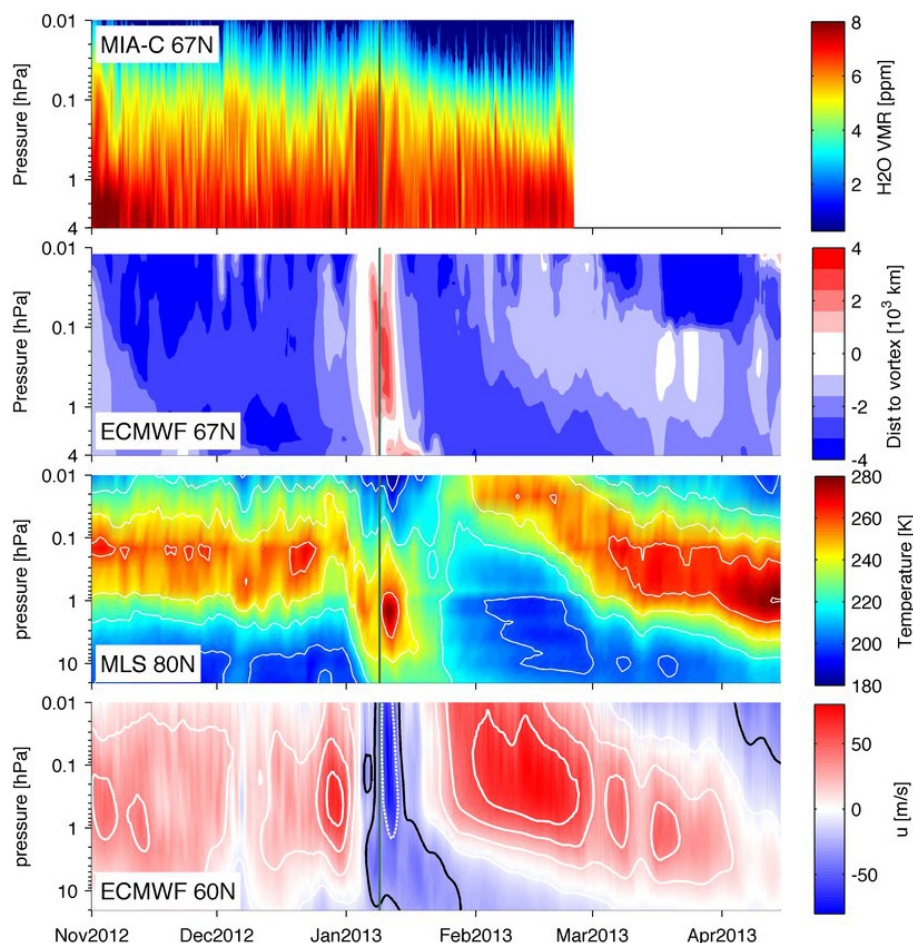 0.01
MIA-C 67N
0.1
1
4
Pressure [hPa]
8
6
4
2
H2O VMR [ppm]
0.01
0.1
1
4
Pressure [hPa]
ECMWF 67N
4
2
0
-2
-4
Dist to vortex [10³ km]
0.01
0.1
1
10
pressure [hPa]
MLS 80N
280
260
240
220
200
180
Temperature [K]
0.01
0.1
1
10
pressure [hPa]
ECMWF 60N
50
0
-50
u [m/s]
Nov2012 Dec2012 Jan2013 Feb2013 Mar2013 Apr2013